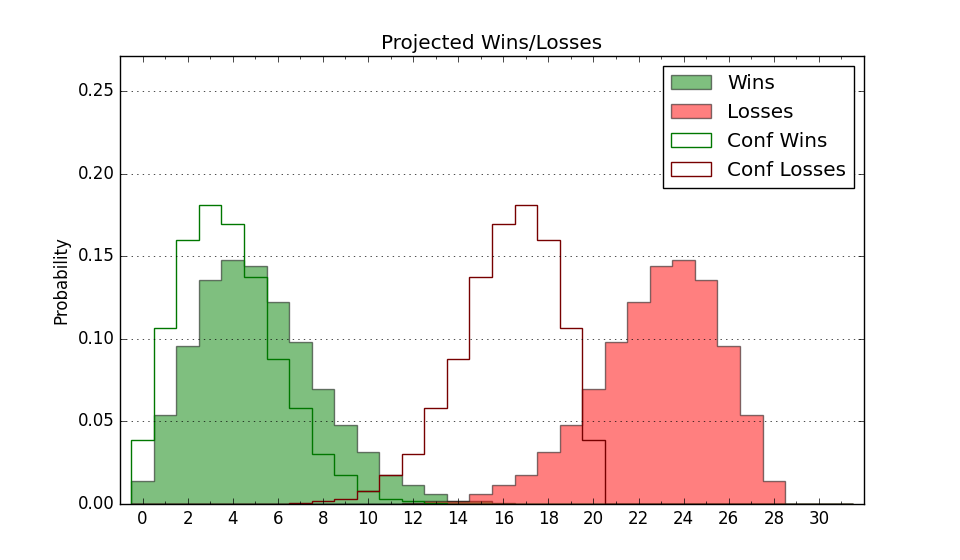 Projected Wins/Losses
0.25
0.20
0.15
0.10
0.05
0.00
Probability
Wins
Losses
Conf Wins
Conf Losses
0 2 4 6 8 10 12 14 16 18 20 22 24 26 28 30